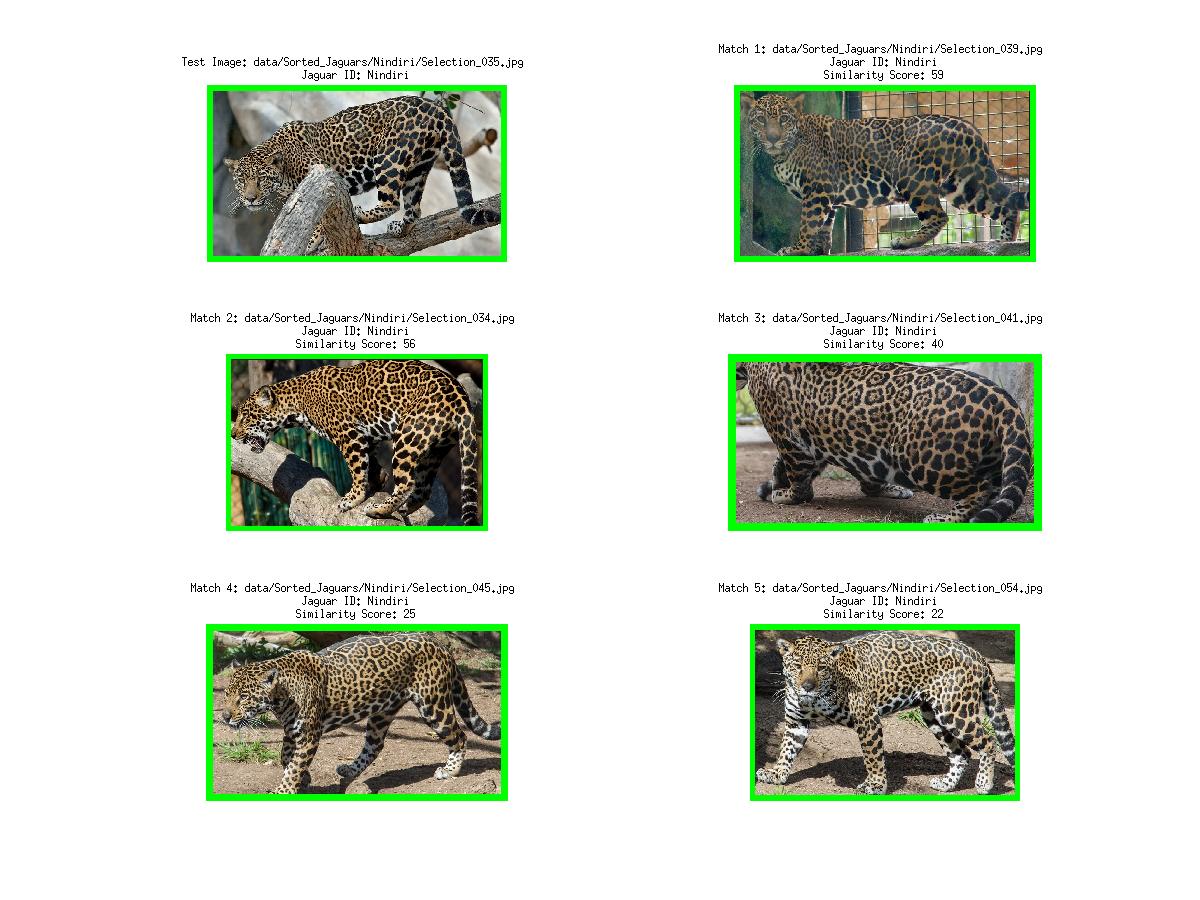 Test Image: data/Sorted_Jaguars/Nindiri/Selection_035.jpg
Jaguar ID: Nindiri
Match 1: data/Sorted_Jaguars/Nindiri/Selection_039.jpg
Jaguar ID: Nindiri
Similarity Score: 59
Match 2: data/Sorted_Jaguars/Nindiri/Selection_034.jpg
Jaguar ID: Nindiri
Similarity Score: 56
Match 3: data/Sorted_Jaguars/Nindiri/Selection_041.jpg
Jaguar ID: Nindiri
Similarity Score: 40
Match 4: data/Sorted_Jaguars/Nindiri/Selection_045.jpg
Jaguar ID: Nindiri
Similarity Score: 25
Match 5: data/Sorted_Jaguars/Nindiri/Selection_054.jpg
Jaguar ID: Nindiri
Similarity Score: 22